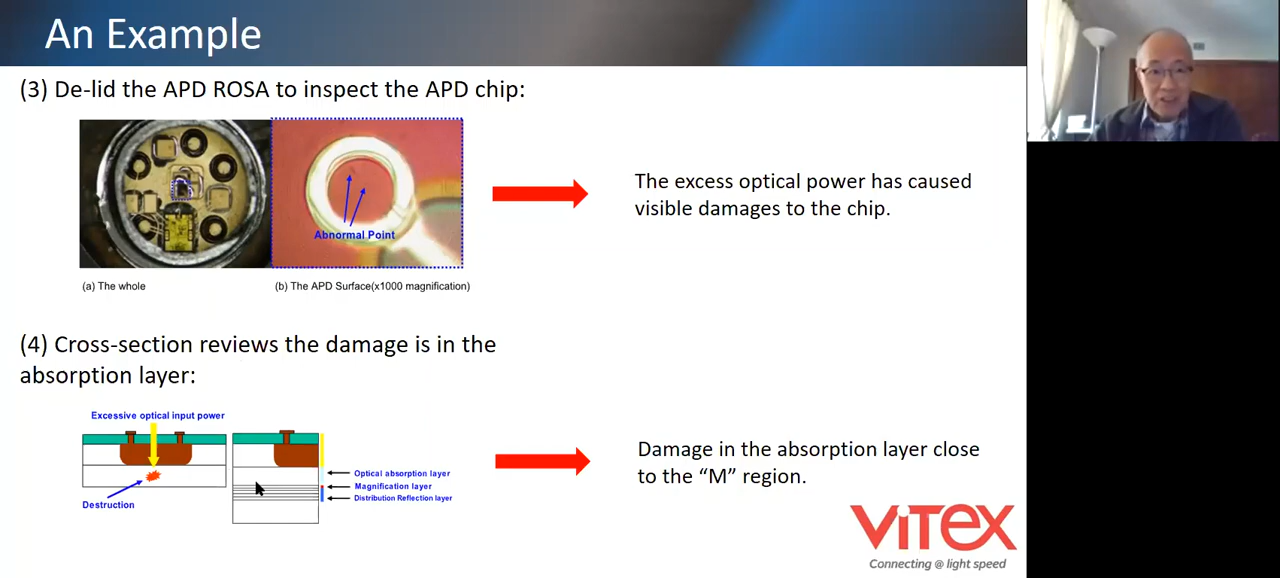 An Example
(3) De-lid the APD ROSA to inspect the APD chip:
Abnormal Point
(a) The whole
(b) The APD Surface(x1000 magnification)
The excess optical power has caused
visible damages to the chip.
(4) Cross-section reviews the damage is in the
absorption layer:
Excessive optical input power
Destruction
Optical absorption layer
Magnification layer
Distribution Reflection layer
Damage in the absorption layer close
to the “M” region.
ViTEX
Connecting @ light speed